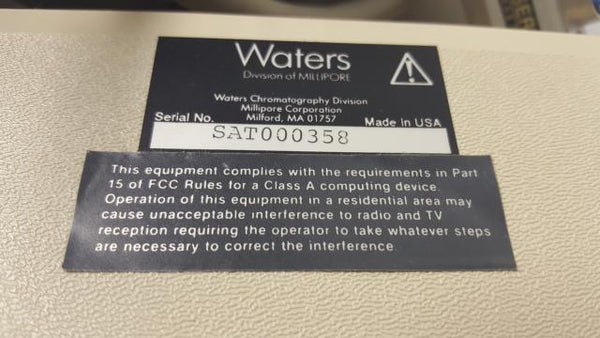 Waters
Division of MILLIPORE
Waters Chromatography Division
Millipore Corporation
Serial No. Milford, MA 01757 Made in USA
SAT000358
This equipment complies with the requirements in Part
15 of FCC Rules for a Class A computing device.
Operation of this equipment in a residential area may
cause unacceptable interference to radio and TV
reception requiring the operator to take whatever steps
are necessary to correct the interference.